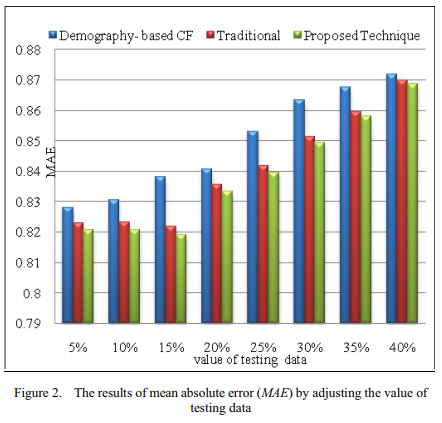 Demography- based CF Traditional Proposed Technique
0.88
0.87
0.86
0.85
0.84
0.83
0.82
0.81
0.8
0.79
MAE
5% 10% 15% 20% 25% 30% 35% 40%
value of testing data
Figure 2. The results of mean absolute error (MAE) by adjusting the value of
testing data